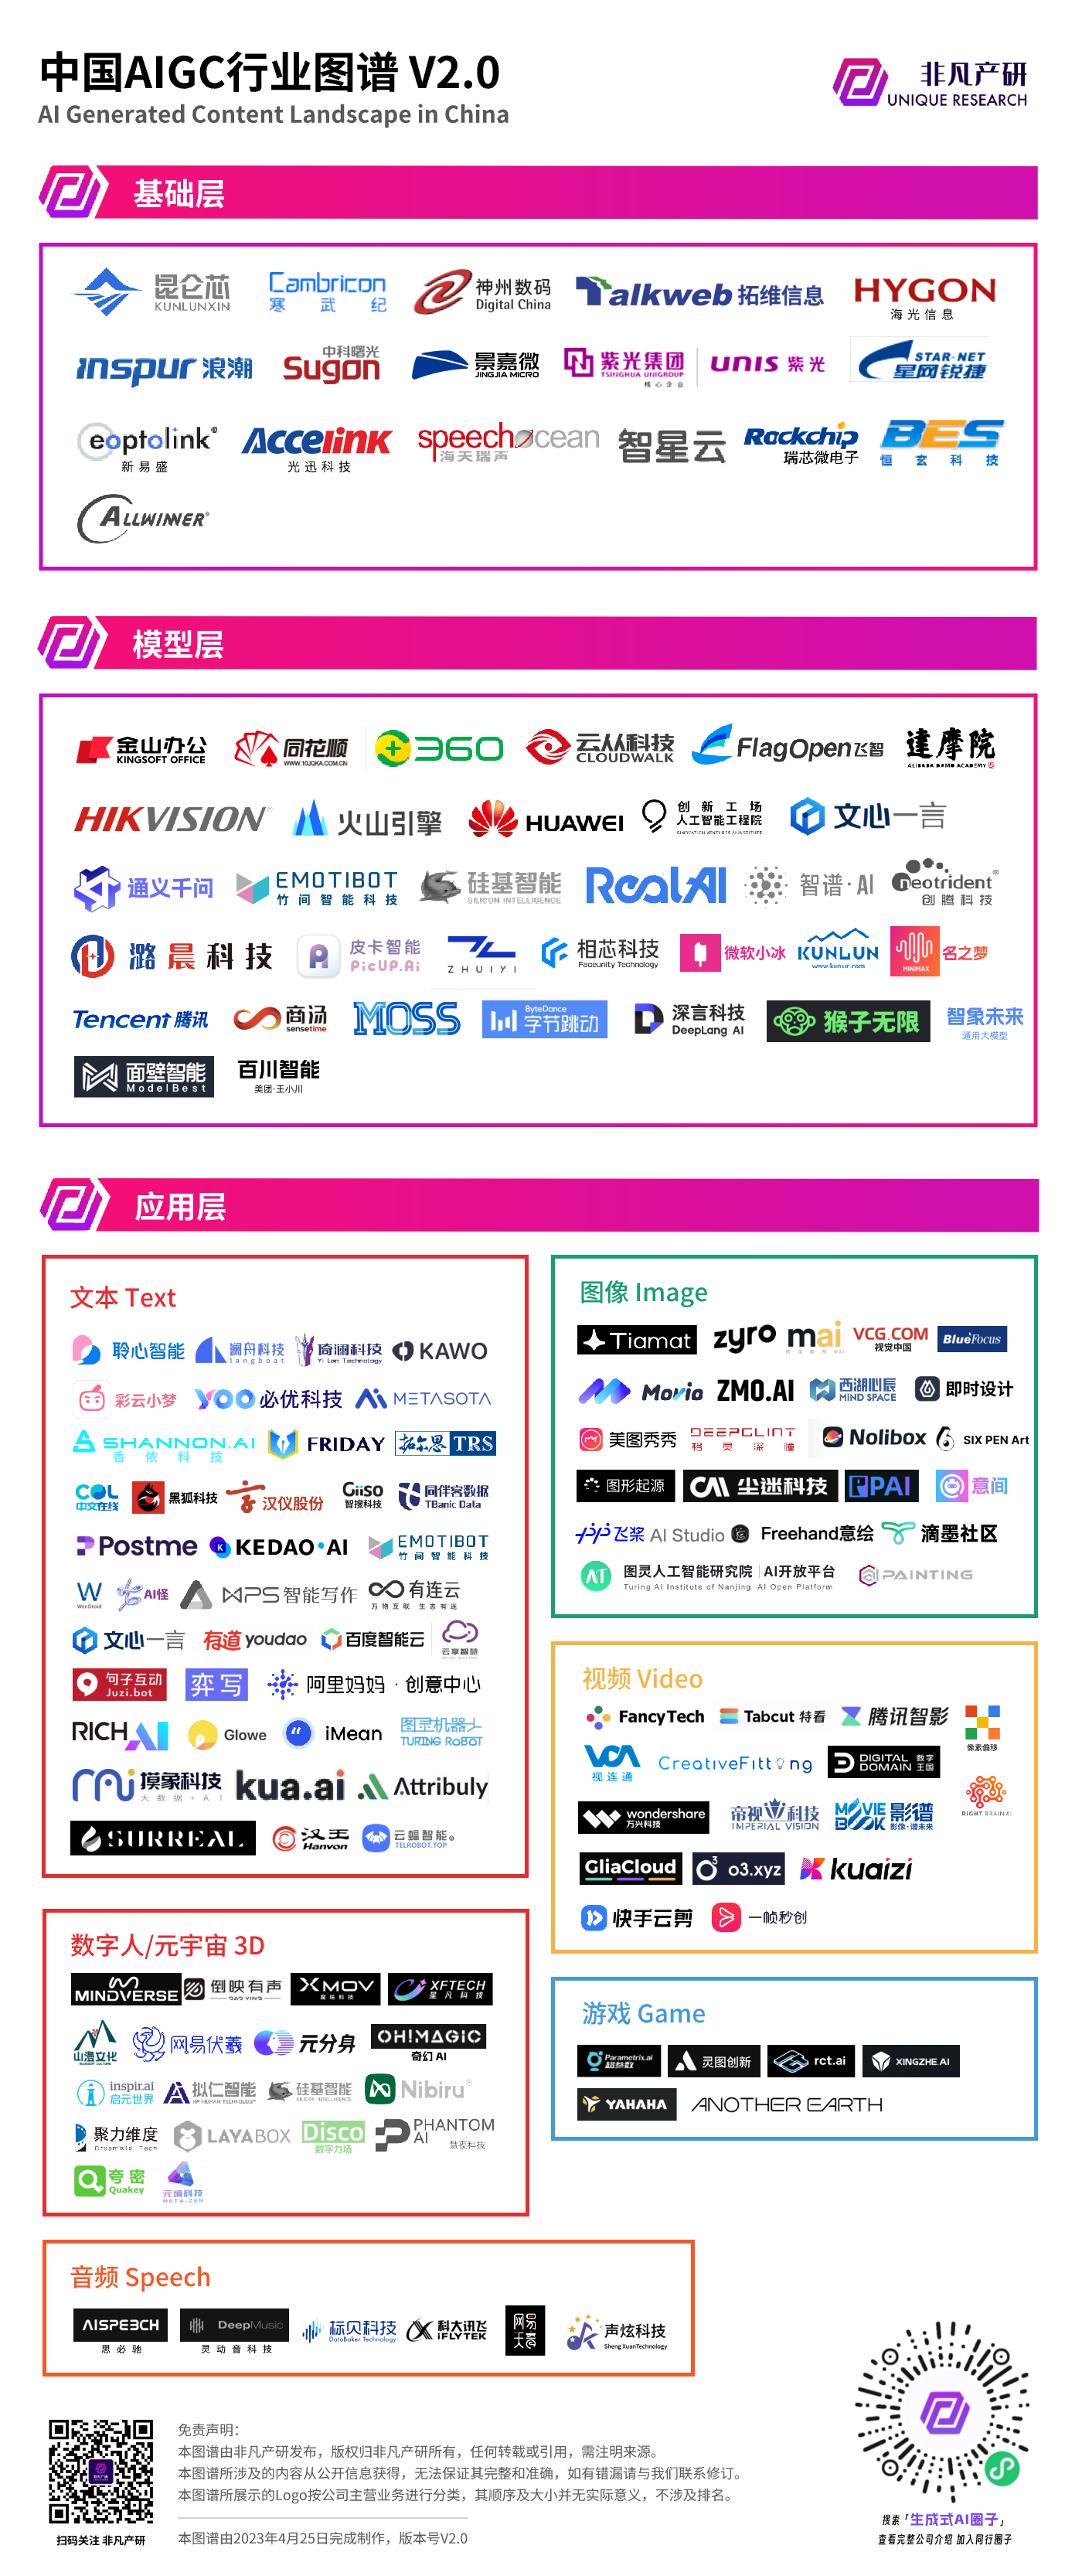 中国AIGC行业图谱 V2.0
AI Generated Content Landscape in China
非凡产研
UNIQUE RESEARCH
基础层
昆仑芯 KUNLUNXIN
Cambricon 寒武纪
神州数码 Digital China
Talkweb 拓维信息
HYGON 海光信息
inspur 浪潮
中科曙光 Sugon
景嘉微 JINGJIA MICRO
紫光集团 TSINGHUA UNIGROUP 核心企业
UNIS 紫光
STAR-NET 星网锐捷
eoptolink 新易盛
Accelink 光迅科技
speechocean 海天瑞声
智星云
Rockchip 瑞芯微电子
BES 恒玄科技
ALLWINNER
模型层
金山办公 KINGSOFT OFFICE
同花顺 WWW.10JQKA.COM.CN
360
云从科技 CLOUDWALK
FlagOpen飞智
達摩院 ALIBABA DAMO ACADEMY
HIKVISION
火山引擎
HUAWEI
创新工场 人工智能工程院
文心一言
通义千问
EMOTIBOT 竹间智能科技
硅基智能 SILICON INTELLIGENCE
RealAI
智谱·AI
neotrident 创腾科技
潞晨科技
皮卡智能 PicUP.Ai
ZHUIYI
相芯科技 Faceunity Technology
微软小冰
KUNLUN
MINIMAX 名之梦
Tencent 腾讯
商汤 sensetime
MOSS
ByteDance 字节跳动
深言科技 DeepLang AI
猴子无限
智象未来 通用大模型
面壁智能 ModelBest
百川智能 美团·王小川
应用层
文本 Text
聆心智能
澜舟科技 langboat
奇澜科技 Yi Lan Technology
KAWO
彩云小梦
YOO 必优科技
METASOTA
SHANNON.AI 香侬科技
FRIDAY
拓尔思 TRS
COL 中文在线
黑狐科技
汉仪股份
Giiso 智搜科技
同伴客数据 TBanic Data
Postme
KEDAO·AI
EMOTIBOT 竹间智能科技
WenDroid
AI怪
MPS智能写作
有连云 万物互联 生态有连
文心一言
有道 youdao
百度智能云
云享智慧
句子互动 Juzi.bot
弈写
阿里妈妈·创意中心
RICHAI
Glowe
iMean
图灵机器人 TURING ROBOT
摸象科技 大数据+AI
kua.ai
Attribuly
SURREAL
汉王 Hanvon
云蝠智能。 TELROBOT.TOP
图像 Image
Tiamat
zyro
mai
VCG.COM 视觉中国
BlueFocus
Movio
ZMO.AI
西湖心辰 MIND SPACE
即时设计
美图秀秀
DEEPGLINT 格灵深瞳
Nolibox
SIX PEN Art
图形起源
尘迷科技
PAI
意间
飞桨 AI Studio
Freehand意绘
滴墨社区
图灵人工智能研究院 Turing AI Institute of Nanjing
AI开放平台 AI Open Platform
PAINTING
视频 Video
FancyTech
Tabcut 特看
腾讯智影
像素偏移
VCA 视连通
CreativeFitting
DIGITAL DOMAIN 数字王国
RIGHT BRAIN AI
wondershare 万兴科技
帝视科技 IMPERIAL VISION
MOVIEBOOK 影谱 影像·谱未来
GliaCloud
o3.xyz
kuaizi
快手云剪
一帧秒创
数字人/元宇宙 3D
MINDVERSE
倒映有声 DAO YING
XMOV 魔珐科技
XFTECH 星凡科技
山魂文化
网易伏羲
元分身
OH!MAGIC 奇幻AI
inspir.ai 启元世界
拟仁智能
硅基智能 SILICON INTELLIGENCE
Nibiru
聚力维度 Dreamwld Tech
LAYABOX
Disco 数字力场
PHANTOM AI 慧夜科技
夸密 Quakey
元境科技 META-ZEN
游戏 Game
Parametrix.ai 超参数
灵图创新
rct.ai
XINGZHE.AI
YAHAHA
ANOTHER EARTH
音频 Speech
AISPEECH 思必驰
DeepMusic 灵动音科技
标贝科技 DataBaker Technology
科大讯飞 iFLYTEK
网易天音
声炫科技 Sheng XuanTechnology
免责声明：
本图谱由非凡产研发布，版权归非凡产研所有，任何转载或引用，需注明来源。
本图谱所涉及的内容从公开信息获得，无法保证其完整和准确，如有错漏请与我们联系修订。
本图谱所展示的Logo按公司主营业务进行分类，其顺序及大小并无实际意义，不涉及排名。
本图谱由2023年4月25日完成制作，版本号V2.0
扫码关注 非凡产研
搜索「生成式AI圈子」
查看完整公司介绍 加入同行圈子